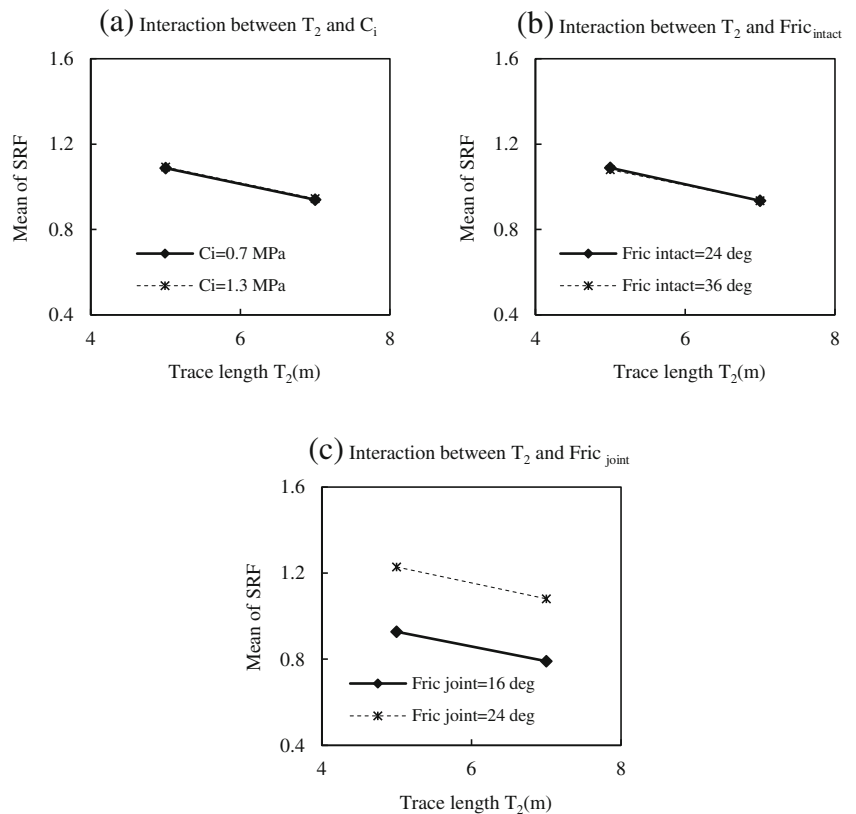 (a) Interaction between T₂ and Cᵢ
1.6
1.2
0.8
0.4
Mean of SRF
Ci=0.7 MPa
Ci=1.3 MPa
4
6
8
Trace length T₂(m)
(b) Interaction between T₂ and Fric intact
1.6
1.2
0.8
0.4
Mean of SRF
Fric intact=24 deg
Fric intact=36 deg
4
6
8
Trace length T₂(m)
(c) Interaction between T₂ and Fric joint
1.6
1.2
0.8
0.4
Mean of SRF
Fric joint=16 deg
Fric joint=24 deg
4
6
8
Trace length T₂(m)